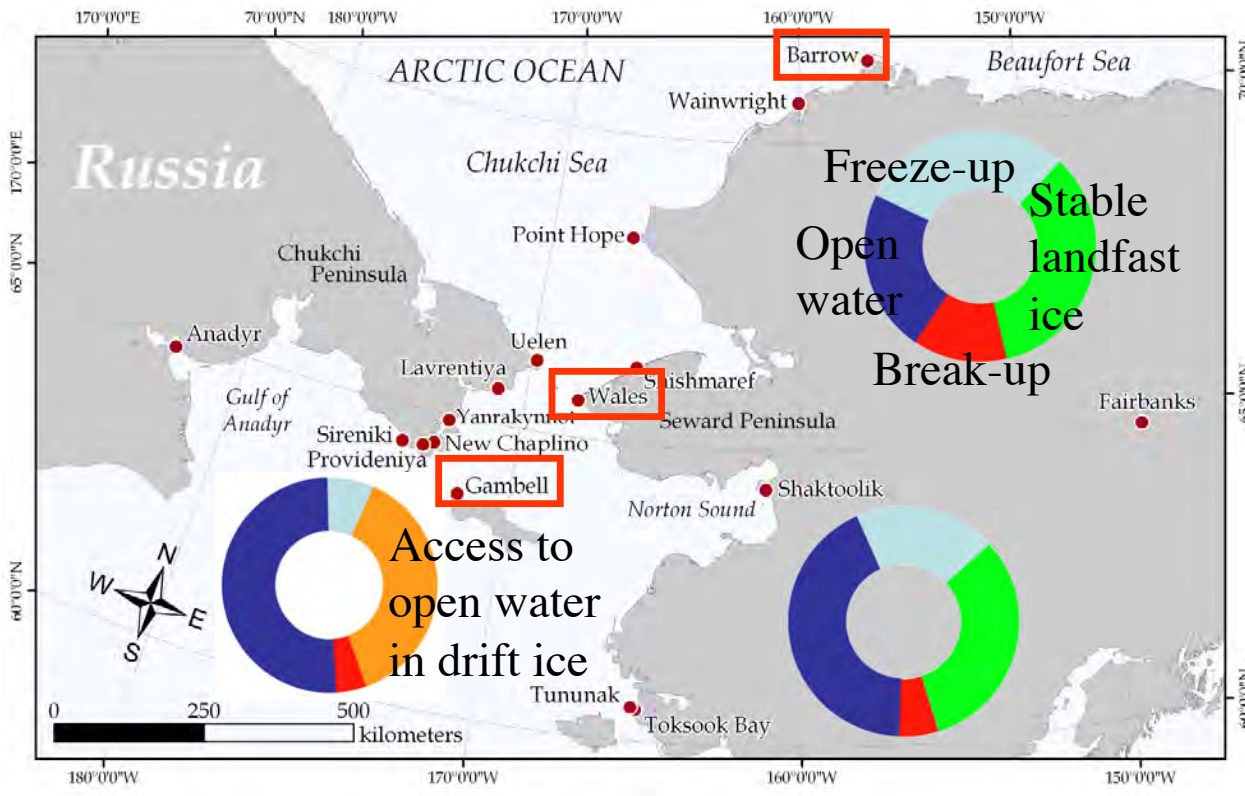 170°0'0"E
70°0'0"N
180°0'0"W
170°0'0"W
160°0'0"W
150°0'0"W
ARCTIC OCEAN
Barrow
Beaufort Sea
70°0'0"N
Wainwright
170°0'0"E
Russia
Chukchi Sea
Freeze-up
Stable
landfast
ice
Open
water
Break-up
Point Hope
65°0'0"N
Chukchi
Peninsula
Anadyr
Uelen
Lavrentiya
Shishmaref
Wales
Fairbanks
65°0'0"N
Gulf of
Anadyr
Yanrakynnot
Seward Peninsula
Sireniki
New Chaplino
Provideniya
Gambell
Shaktoolik
Norton Sound
Access to
open water
in drift ice
N
W
E
S
60°0'0"N
Tununak
Toksook Bay
60°0'0"N
0
250
500
kilometers
180°0'0"W
170°0'0"W
160°0'0"W
150°0'0"W